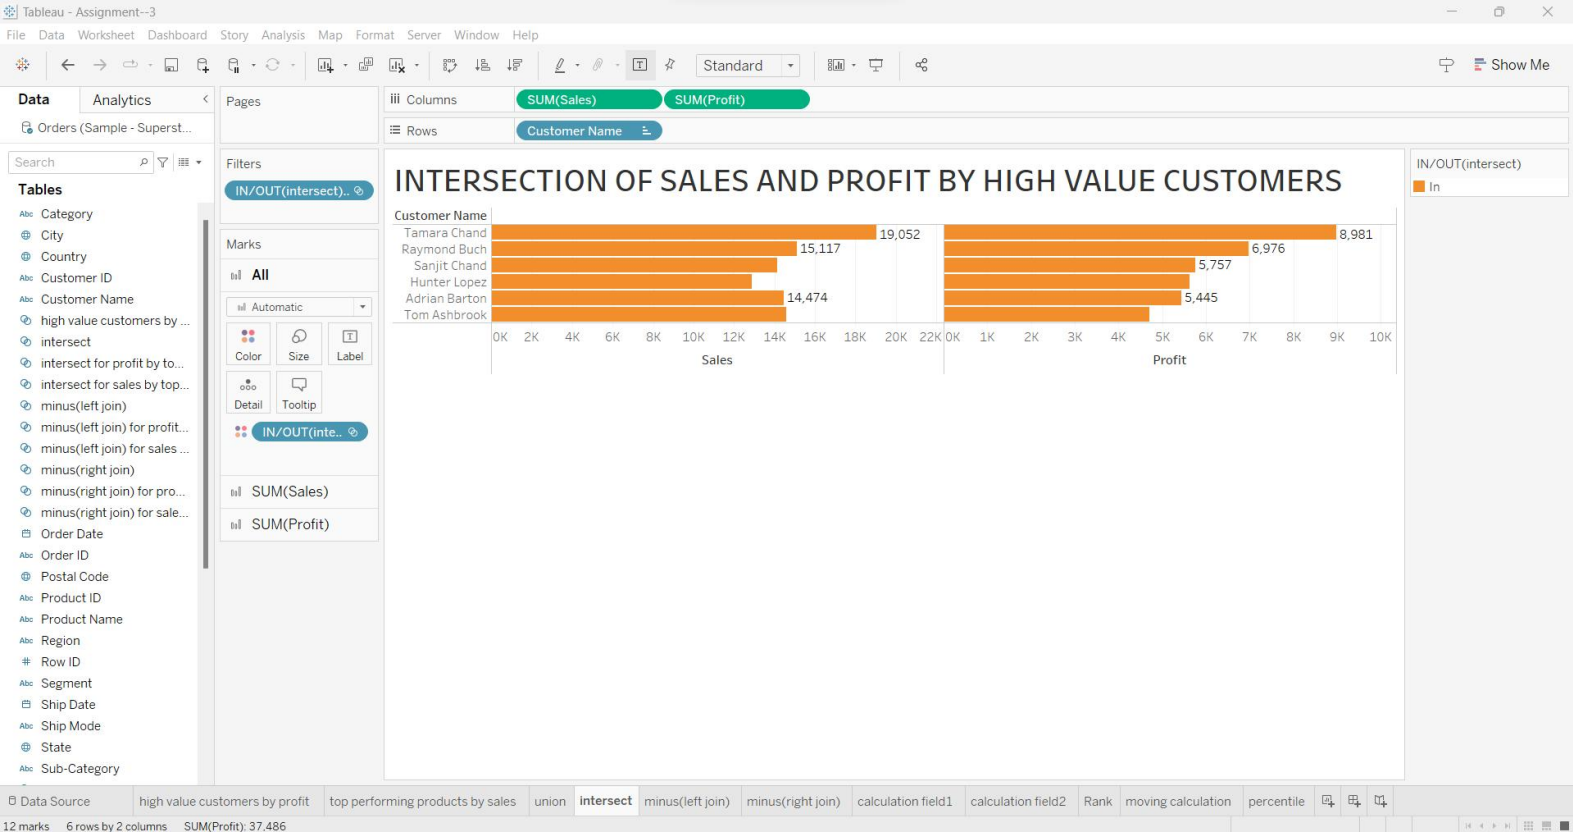 Tableau - Assignment--3
File Data Worksheet Dashboard Story Analysis Map Format Server Window Help
Standard
Show Me
Data Analytics
Orders (Sample - Superst...
Search
Tables
Abc Category
City
Country
Abc Customer ID
Abc Customer Name
high value customers by ...
intersect
intersect for profit by to...
intersect for sales by top...
minus(left join)
minus(left join) for profit...
minus(left join) for sales ...
minus(right join)
minus(right join) for pro...
minus(right join) for sale...
Order Date
Abc Order ID
Postal Code
Abc Product ID
Abc Product Name
Abc Region
# Row ID
Abc Segment
Ship Date
Abc Ship Mode
State
Abc Sub-Category
Pages
Filters
IN/OUT(intersect)..
Marks
All
Automatic
Color Size Label
Detail Tooltip
IN/OUT(inte..
SUM(Sales)
SUM(Profit)
Columns SUM(Sales) SUM(Profit)
Rows Customer Name
INTERSECTION OF SALES AND PROFIT BY HIGH VALUE CUSTOMERS
Customer Name
Tamara Chand 19,052 8,981
Raymond Buch 15,117 6,976
Sanjit Chand 5,757
Hunter Lopez
Adrian Barton 14,474 5,445
Tom Ashbrook
0K 2K 4K 6K 8K 10K 12K 14K 16K 18K 20K 22K 0K 1K 2K 3K 4K 5K 6K 7K 8K 9K 10K
Sales Profit
IN/OUT(intersect)
In
Data Source high value customers by profit top performing products by sales union intersect minus(left join) minus(right join) calculation field1 calculation field2 Rank moving calculation percentile
12 marks 6 rows by 2 columns SUM(Profit): 37,486